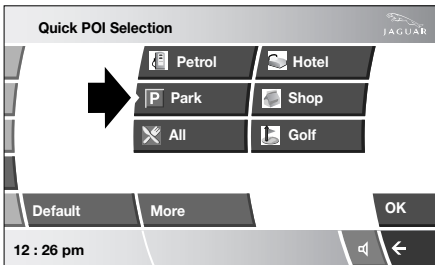 Quick POI Selection
JAGUAR
Petrol Hotel
P Park Shop
All Golf
Default More OK
12 : 26 pm